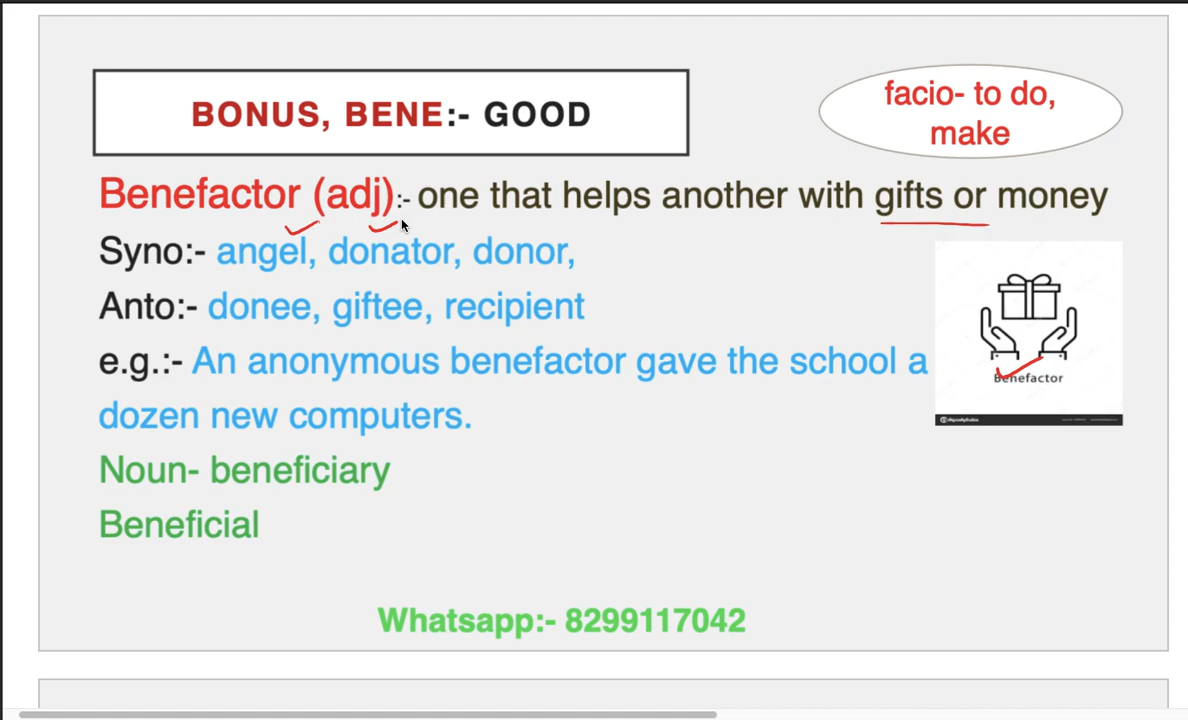 BONUS, BENE:- GOOD
facio- to do,
make
Benefactor (adj):- one that helps another with gifts or money
Syno:- angel, donator, donor,
Anto:- donee, giftee, recipient
e.g.:- An anonymous benefactor gave the school a
dozen new computers.
Benefactor
Noun- beneficiary
Beneficial
Whatsapp:- 8299117042